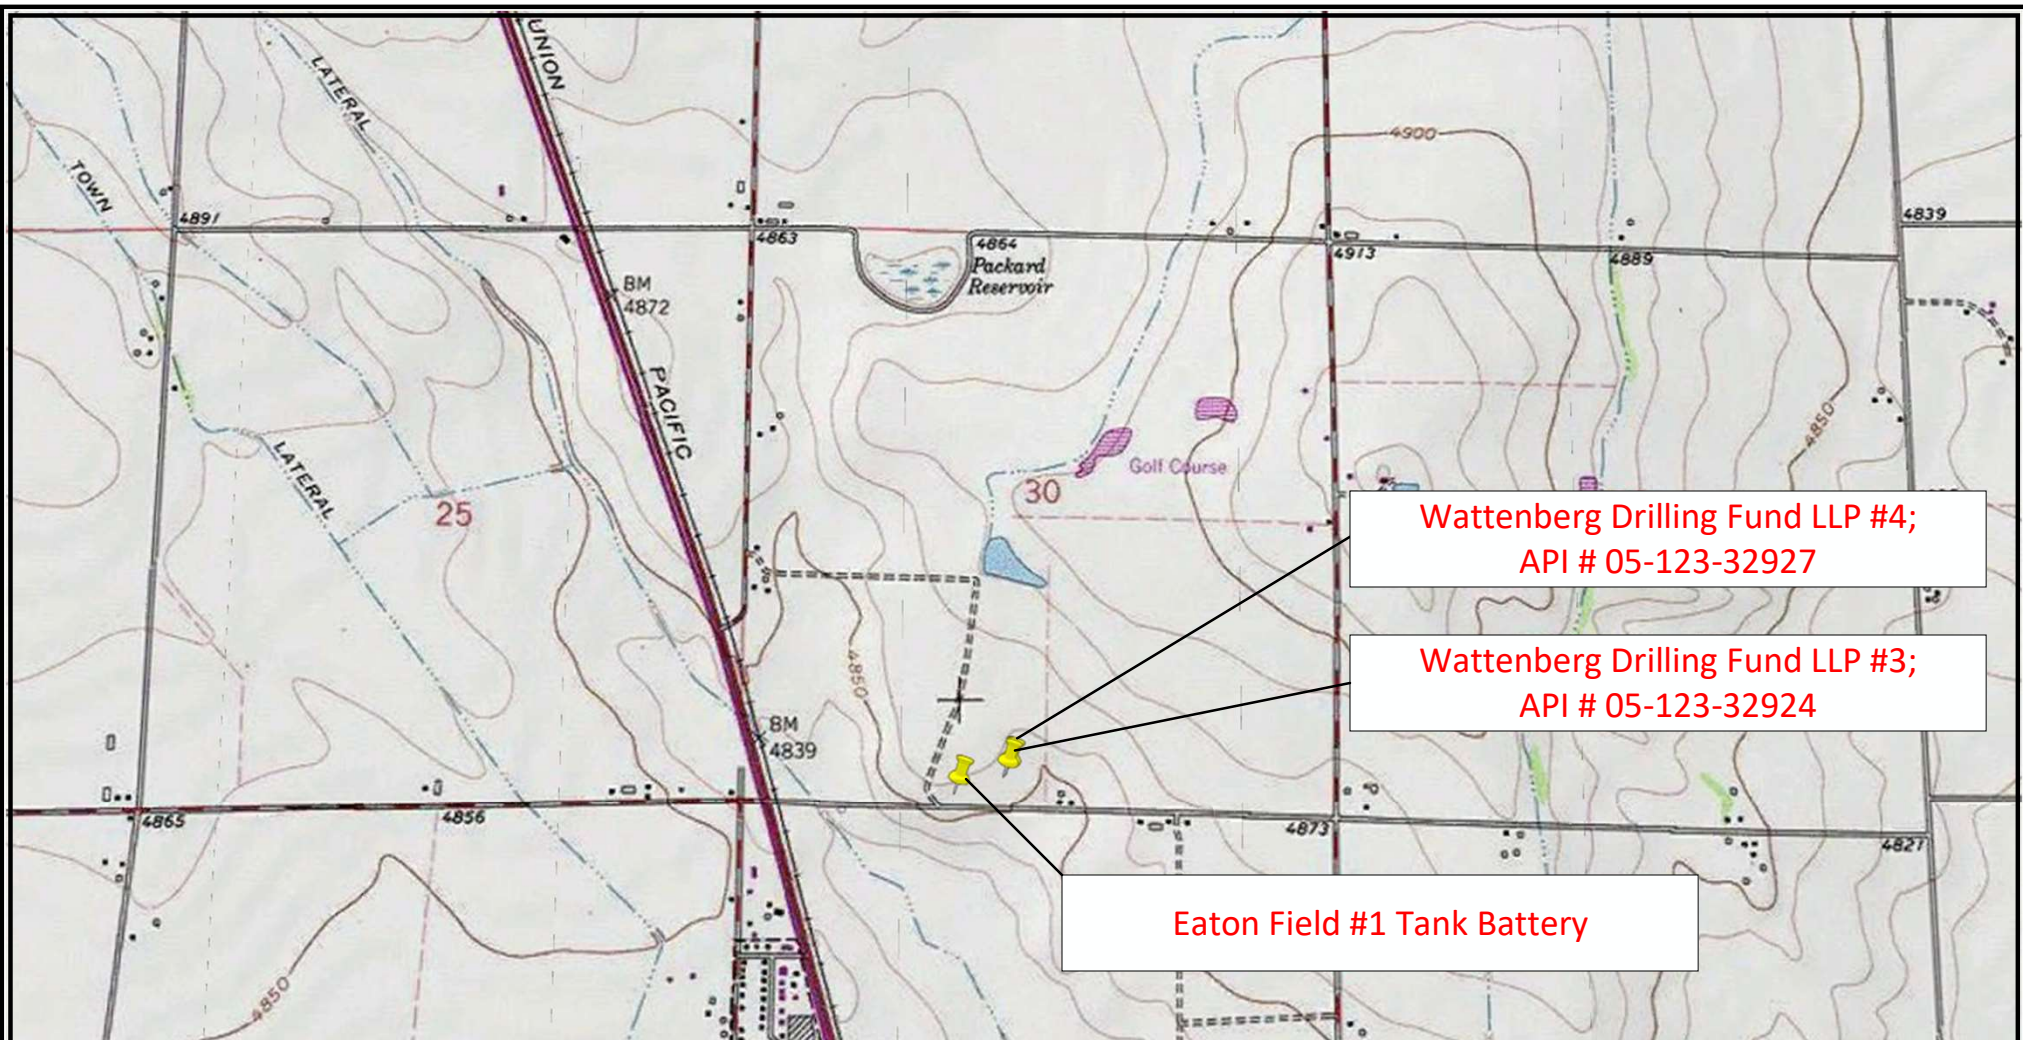 UNION
LATERAL
4900
TOWN
4891
4863
4864
Packard
Reservoir
4913
4889
4839
BM
4872
PACIFIC
4850
LATERAL
Golf Course
25
30
Wattenberg Drilling Fund LLP #4;
API # 05-123-32927
Wattenberg Drilling Fund LLP #3;
API # 05-123-32924
4850
BM
4839
4865
4856
4873
4827
Eaton Field #1 Tank Battery
4850